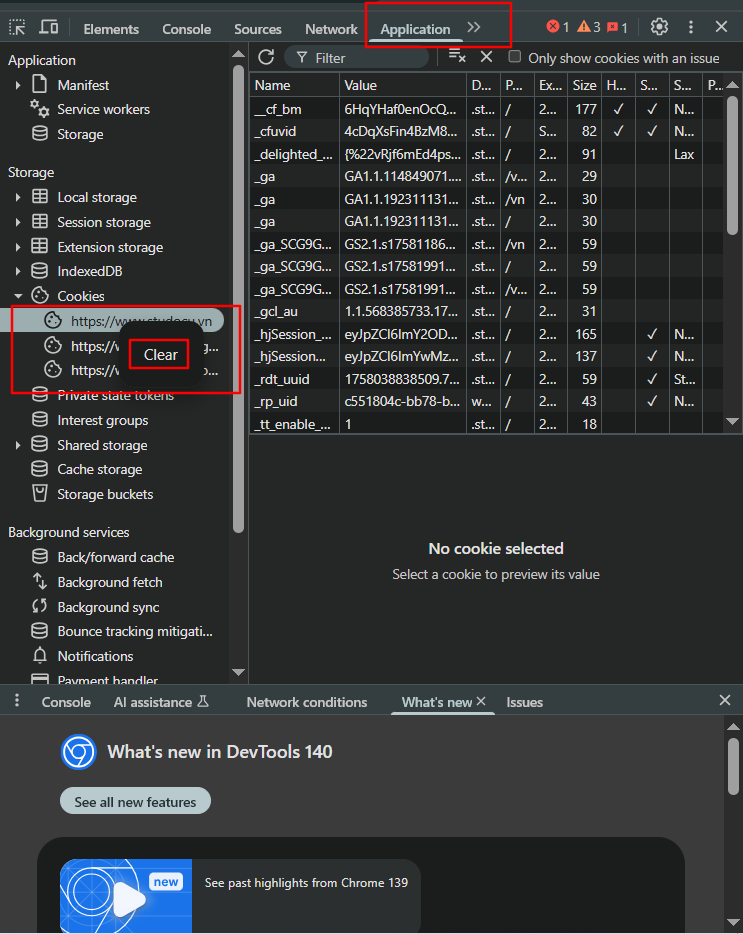 Elements Console Sources Network Application 1 3 1
Application
Manifest
Service workers
Storage
Storage
Local storage
Session storage
Extension storage
IndexedDB
Cookies
https://www.studocu.vn
https://v g...
https://v o...
Clear
Private state tokens
Interest groups
Shared storage
Cache storage
Storage buckets
Background services
Back/forward cache
Background fetch
Background sync
Bounce tracking mitigati...
Notifications
Payment handler
Filter Only show cookies with an issue
Name Value D... P... Ex... Size H... S... S... P...
__cf_bm 6HqYHaf0enOcQ... .st... / 2... 177 ✓ ✓ N...
_cfuvid 4cDqXsFin4BzM8... .st... / S... 82 ✓ ✓ N...
_delighted_... {%22vRjf6mEd4ps... .st... / 2... 91 Lax
_ga GA1.1.114849071.... .st... /v... 2... 29
_ga GA1.1.192311131... .st... /vn 2... 30
_ga GA1.1.192311131... .st... / 2... 30
_ga_SCG9G... GS2.1.s17581186... .st... /vn 2... 59
_ga_SCG9G... GS2.1.s17581991... .st... / 2... 59
_ga_SCG9G... GS2.1.s17581991... .st... /v... 2... 59
_gcl_au 1.1.568385733.17... .st... / 2... 31
_hjSession_... eyJpZCI6ImY2OD... .st... / 2... 165 ✓ N...
_hjSession... eyJpZCI6ImYwMz... .st... / 2... 137 ✓ N...
_rdt_uuid 1758038838509.7... .st... / 2... 59 ✓ St...
_rp_uid c551804c-bb78-b... w... / 2... 43 ✓ N...
_tt_enable_... 1 .st... / 2... 18
No cookie selected
Select a cookie to preview its value
Console AI assistance Network conditions What's new Issues
What's new in DevTools 140
See all new features
new
See past highlights from Chrome 139